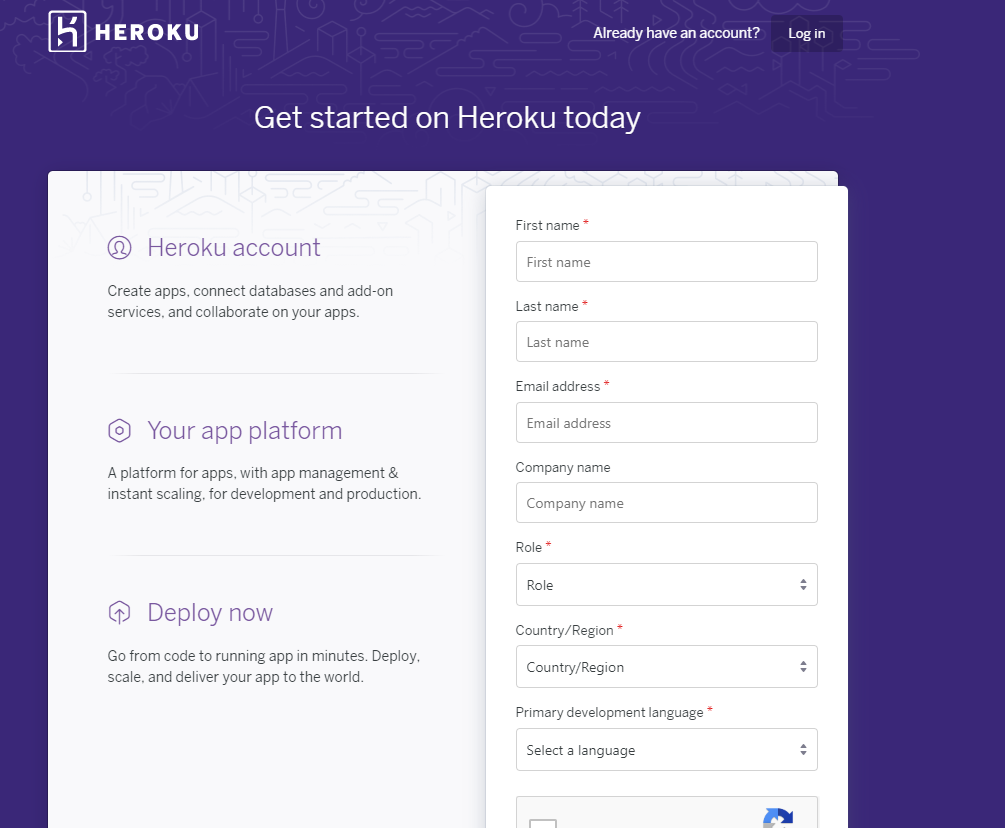 HEROKU
Already have an account?
Log in
Get started on Heroku today
Heroku account
Create apps, connect databases and add-on
services, and collaborate on your apps.
Your app platform
A platform for apps, with app management &
instant scaling, for development and production.
Deploy now
Go from code to running app in minutes. Deploy,
scale, and deliver your app to the world.
First name *
First name
Last name *
Last name
Email address *
Email address
Company name
Company name
Role *
Role
Country/Region *
Country/Region
Primary development language *
Select a language